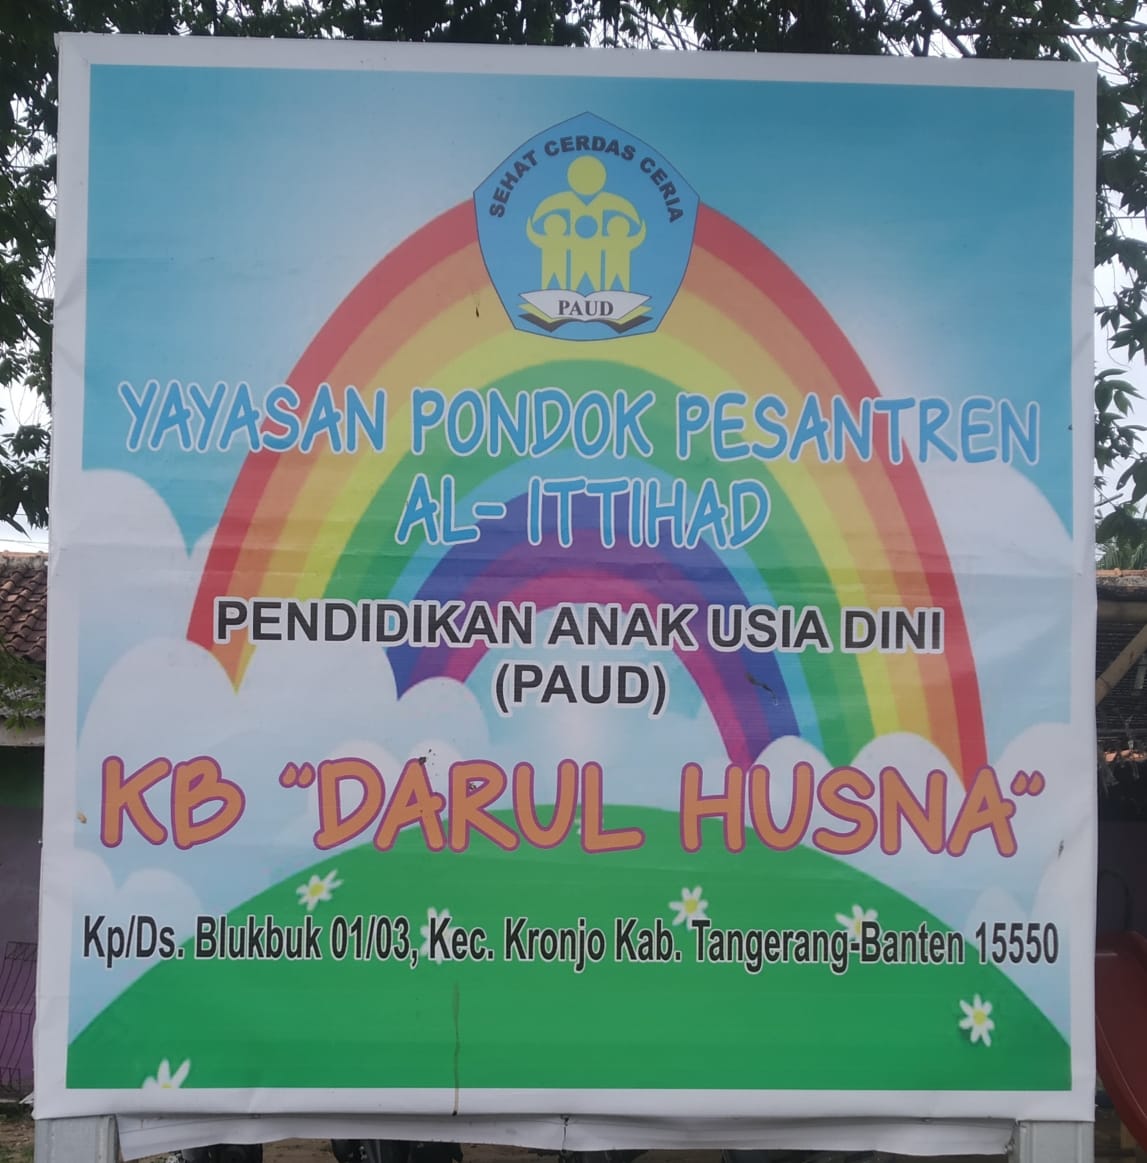 SEHAT CERDAS CERIA
PAUD
YAYASAN PONDOK PESANTREN
AL- ITTIHAD
PENDIDIKAN ANAK USIA DINI
(PAUD)
KB "DARUL HUSNA"
Kp/Ds. Blukbuk 01/03, Kec. Kronjo Kab. Tangerang-Banten 15550